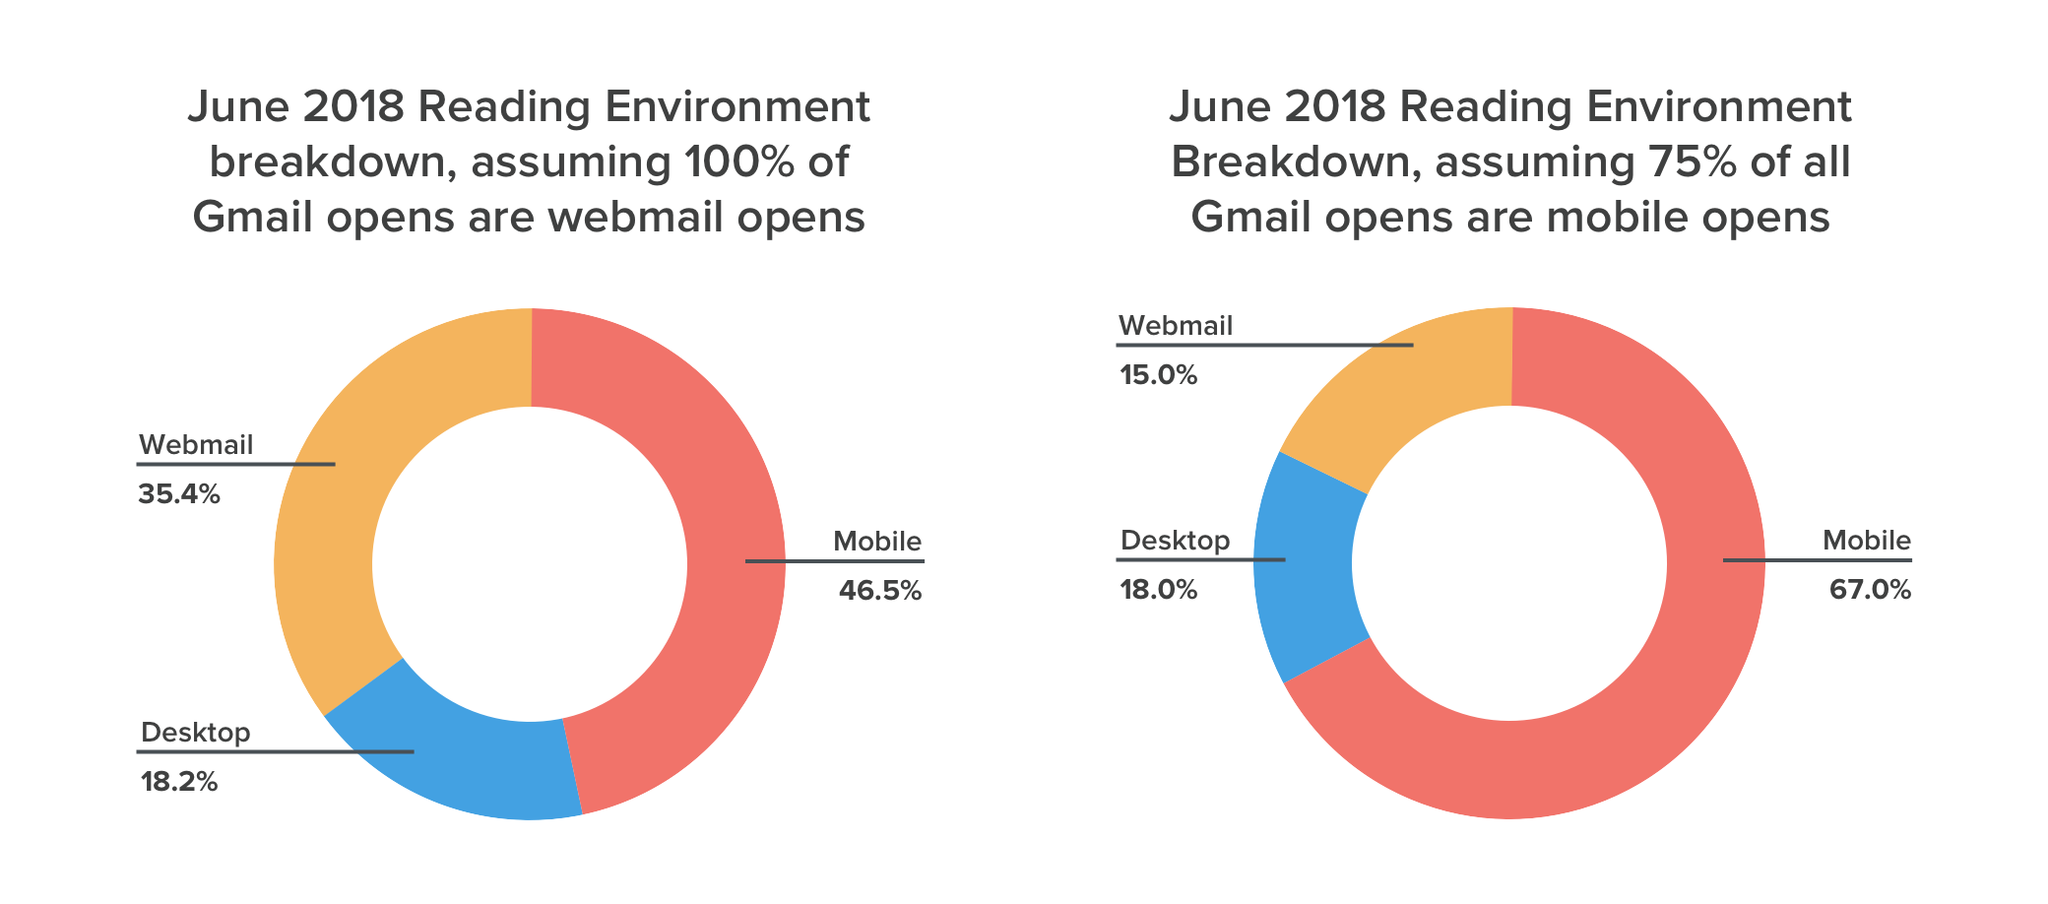 June 2018 Reading Environment
breakdown, assuming 100% of
Gmail opens are webmail opens
Webmail
35.4%
Mobile
46.5%
Desktop
18.2%
June 2018 Reading Environment
Breakdown, assuming 75% of all
Gmail opens are mobile opens
Webmail
15.0%
Desktop
18.0%
Mobile
67.0%